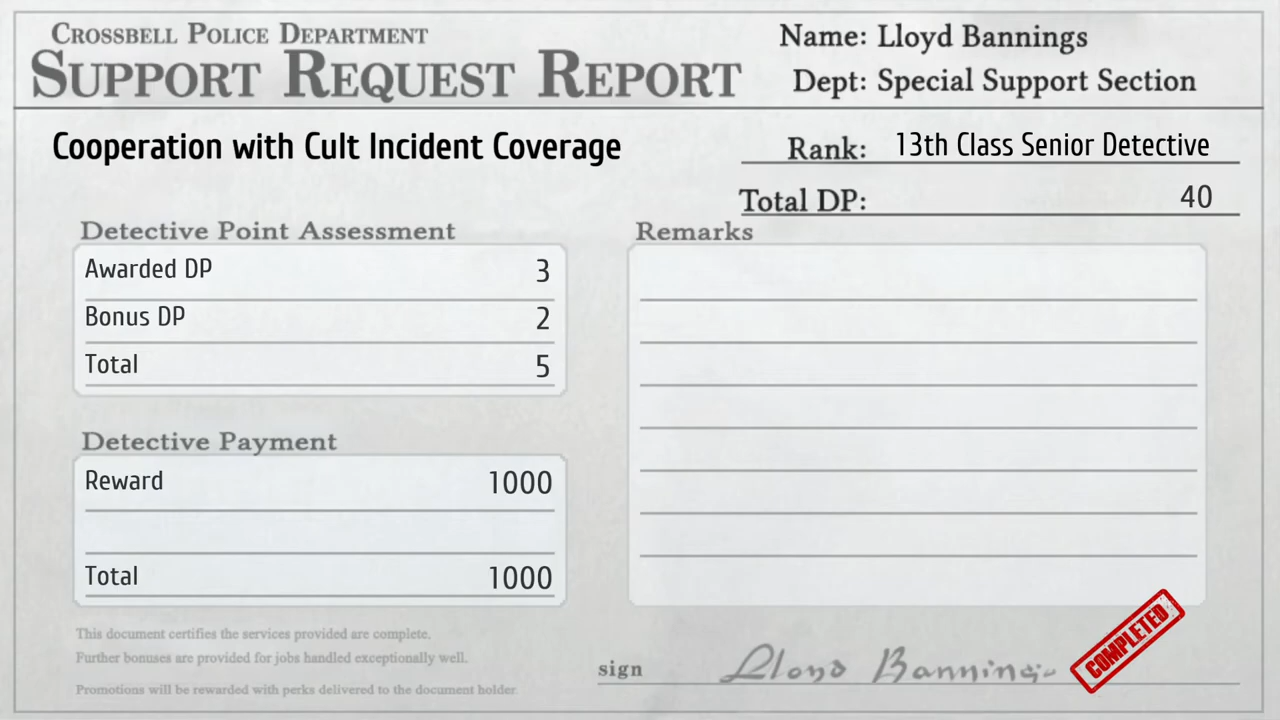 CROSSBELL POLICE DEPARTMENT
SUPPORT REQUEST REPORT
Name: Lloyd Bannings
Dept: Special Support Section
Cooperation with Cult Incident Coverage
Rank: 13th Class Senior Detective
Total DP: 40
Detective Point Assessment
Awarded DP 3
Bonus DP 2
Total 5
Remarks
Detective Payment
Reward 1000
Total 1000
This document certifies the services provided are complete.
Further bonuses are provided for jobs handled exceptionally well.
Promotions will be rewarded with perks delivered to the document holder.
sign Lloyd Bannings
COMPLETED